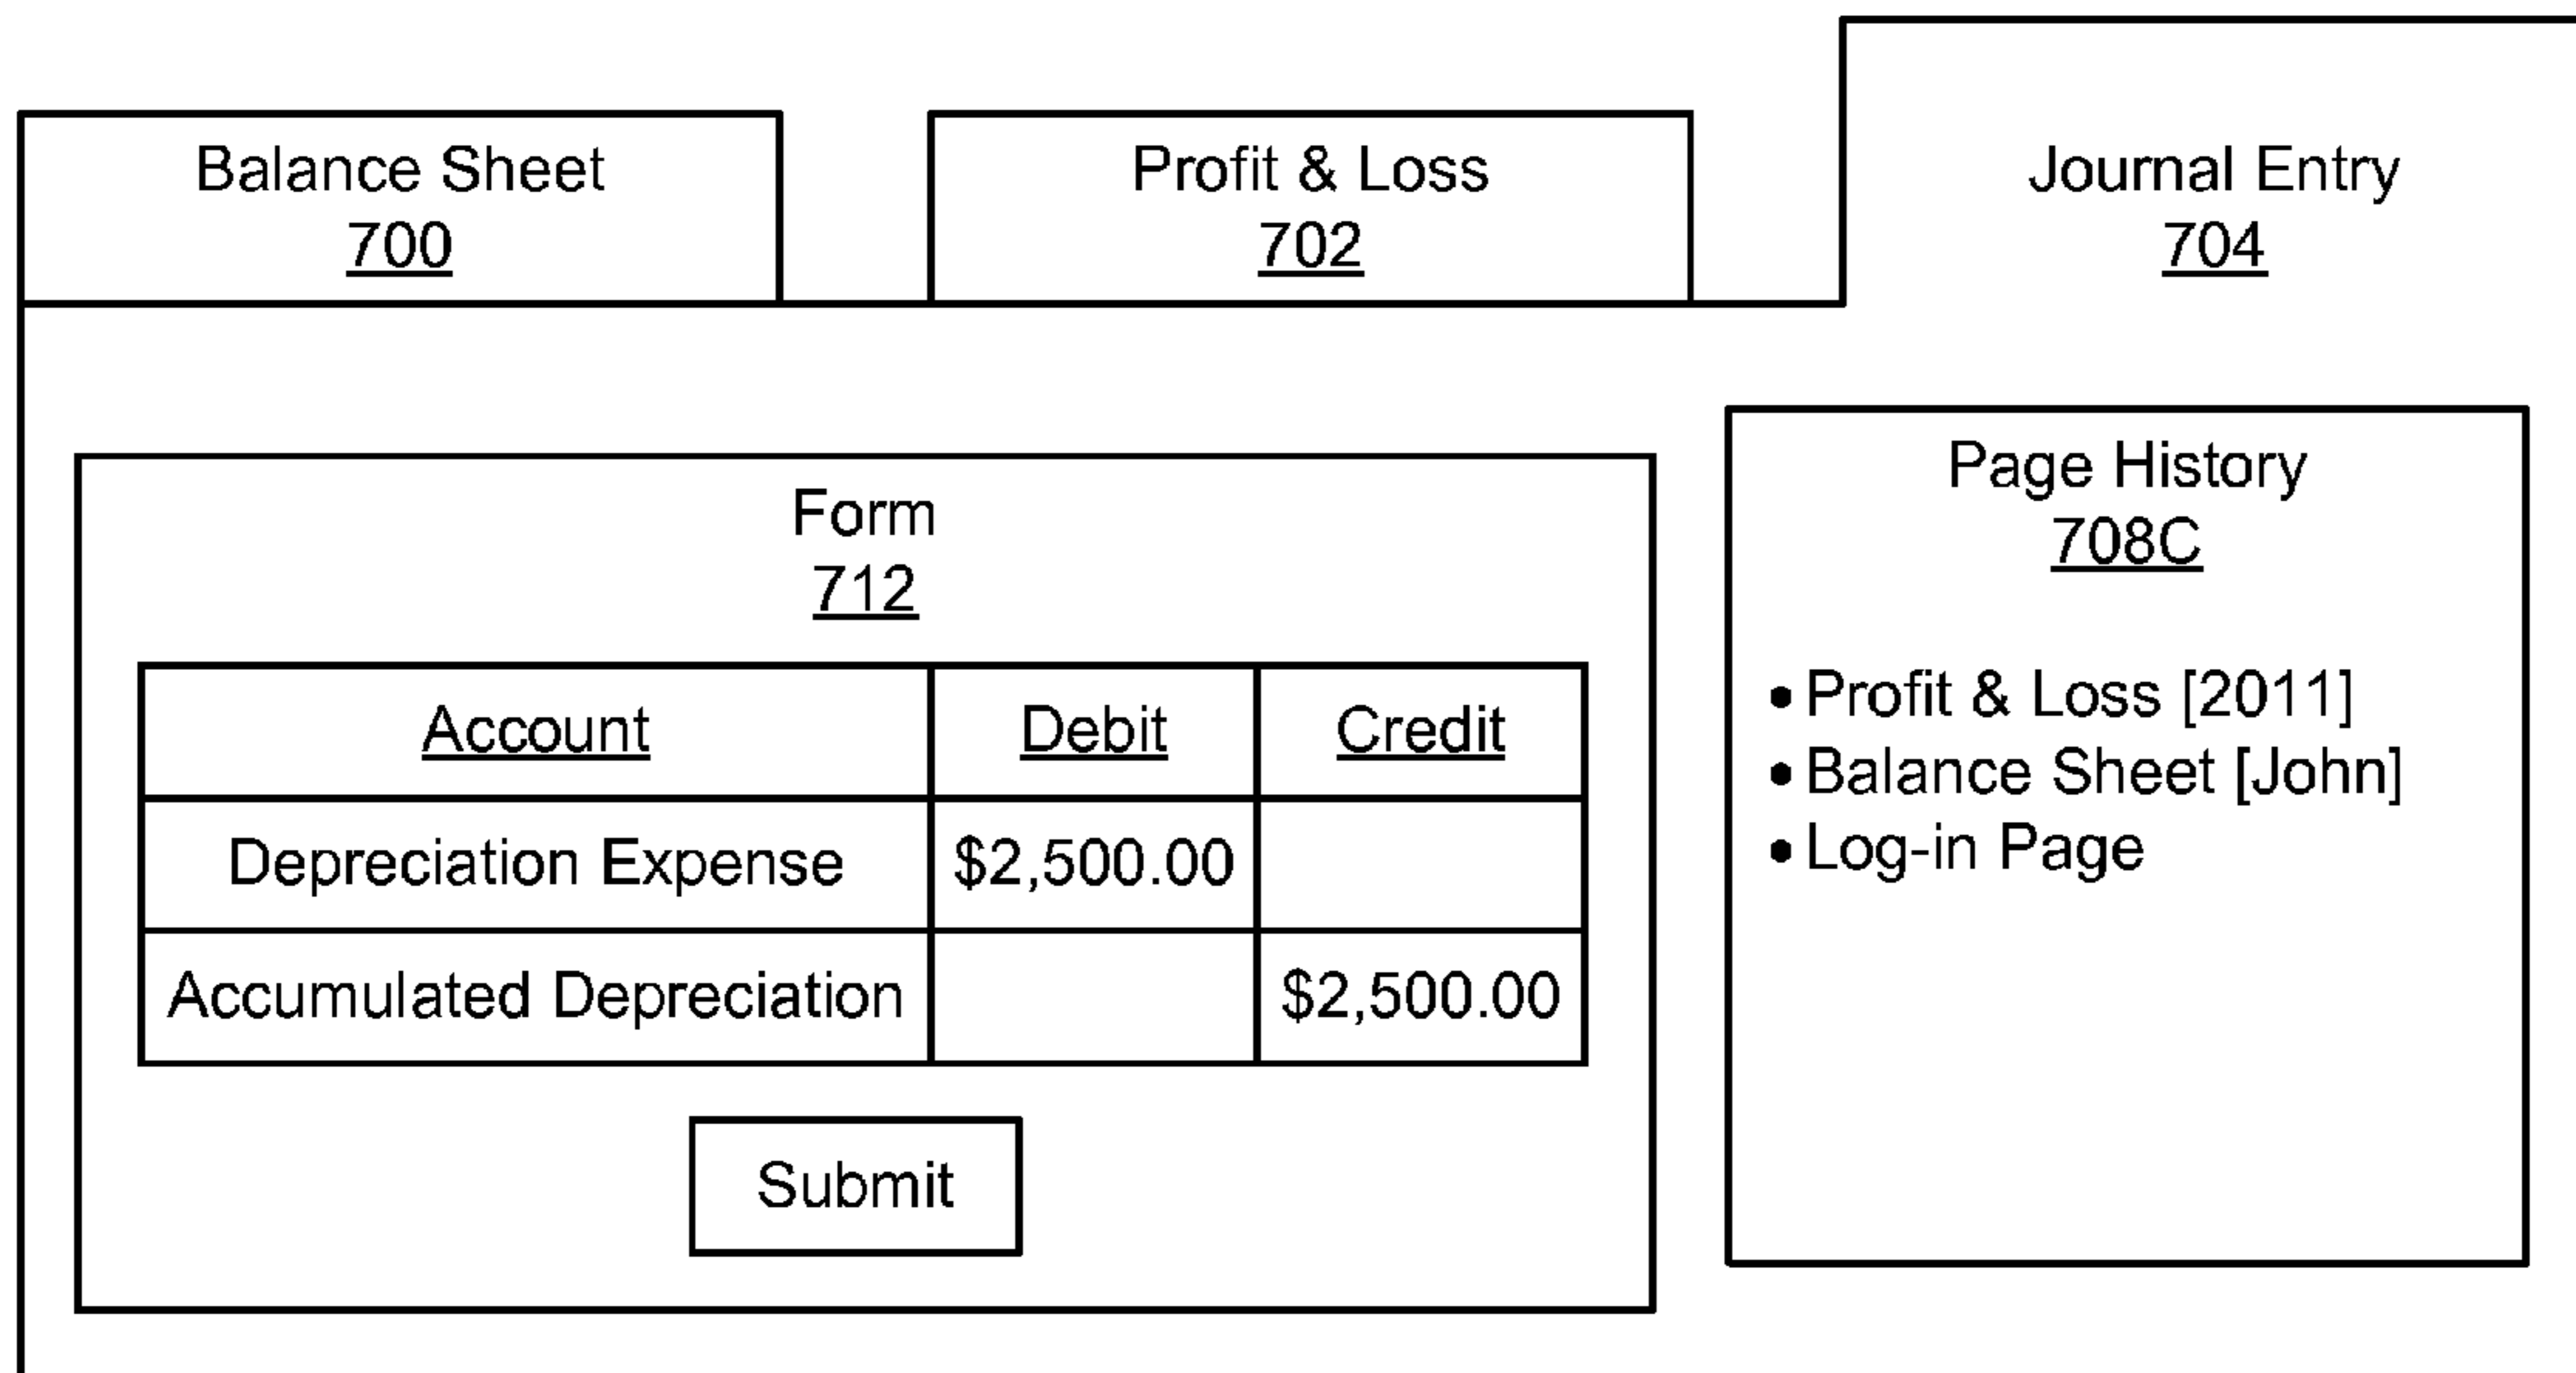 Balance Sheet
700
Profit & Loss
702
Journal Entry
704
Form
712
Account Debit Credit
Depreciation Expense $2,500.00
Accumulated Depreciation $2,500.00
Submit
Page History
708C
• Profit & Loss [2011]
• Balance Sheet [John]
• Log-in Page